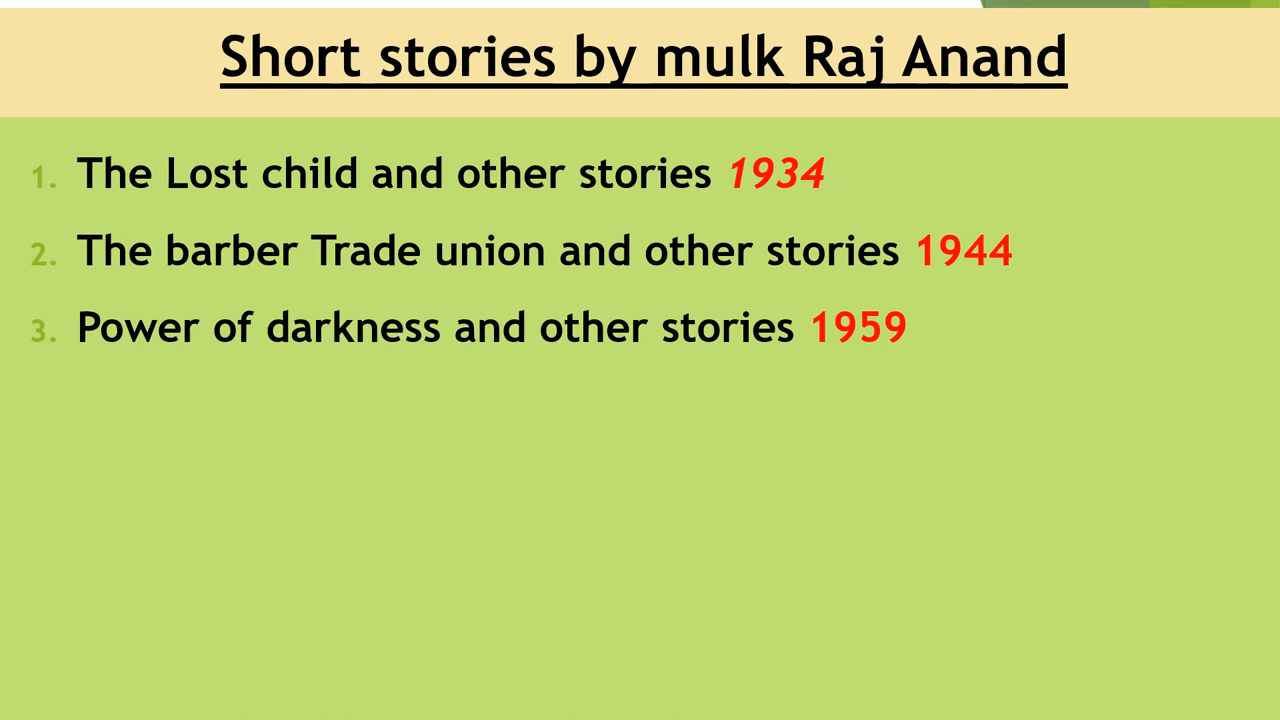 Short stories by mulk Raj Anand
1. The Lost child and other stories 1934
2. The barber Trade union and other stories 1944
3. Power of darkness and other stories 1959